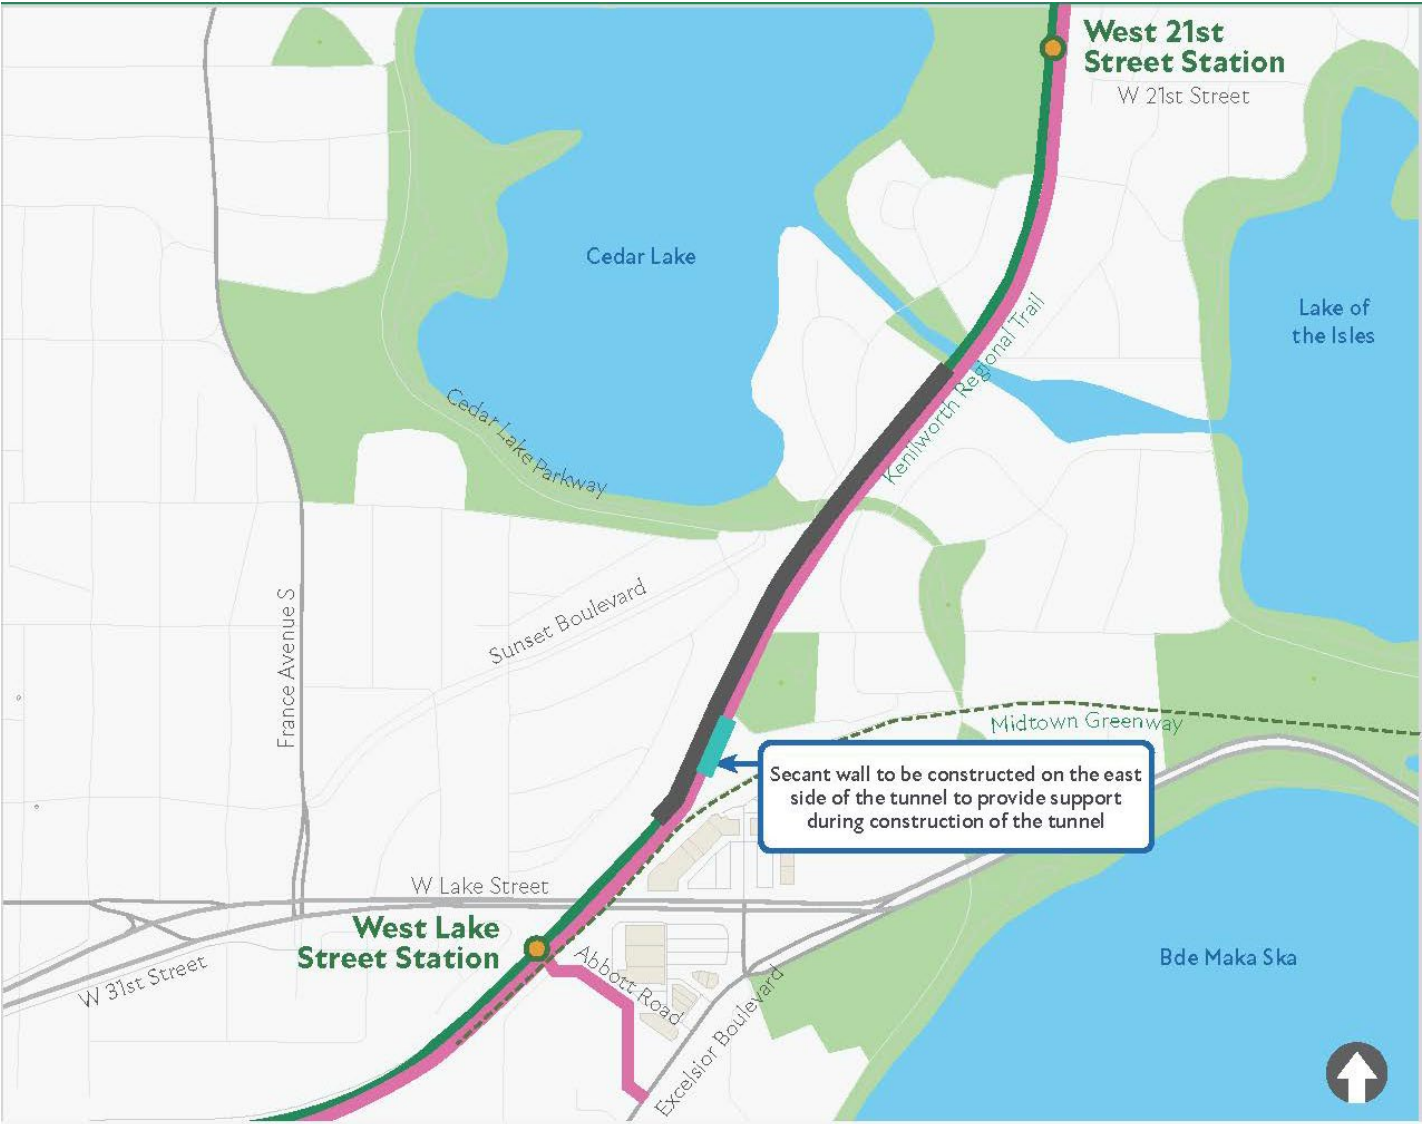 West 21st
Street Station
W 21st Street
Cedar Lake
Lake of
the Isles
Kenilworth Regional Trail
Cedar Lake Parkway
Sunset Boulevard
France Avenue S
Midtown Greenway
Secant wall to be constructed on the east
side of the tunnel to provide support
during construction of the tunnel
W Lake Street
West Lake
Street Station
W 31st Street
Abbott Road
Excelsior Boulevard
Bde Maka Ska